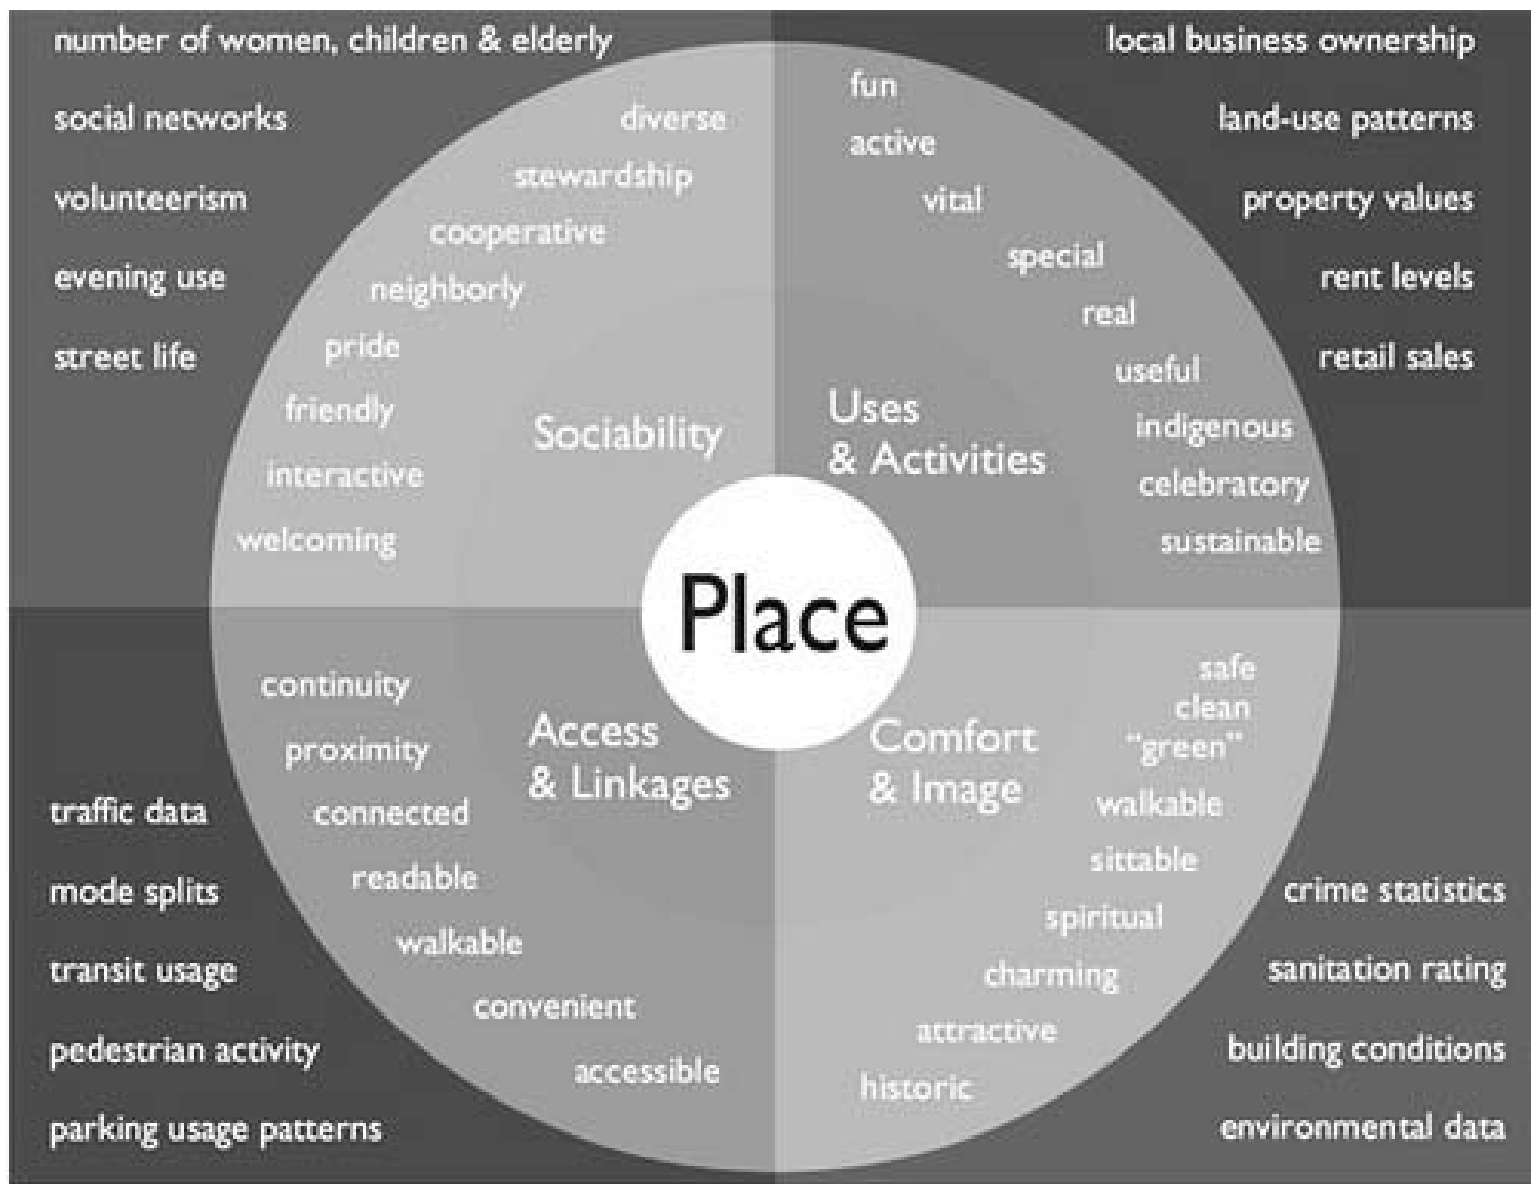 number of women, children & elderly
social networks
volunteerism
evening use
street life
diverse
stewardship
cooperative
neighborly
pride
friendly
interactive
welcoming
Sociability
local business ownership
land-use patterns
property values
rent levels
retail sales
fun
active
vital
special
real
useful
indigenous
celebratory
sustainable
Uses
& Activities
Place
continuity
proximity
connected
readable
walkable
convenient
accessible
Access
& Linkages
traffic data
mode splits
transit usage
pedestrian activity
parking usage patterns
Comfort
& Image
safe
clean
“green”
walkable
sittable
spiritual
charming
attractive
historic
crime statistics
sanitation rating
building conditions
environmental data